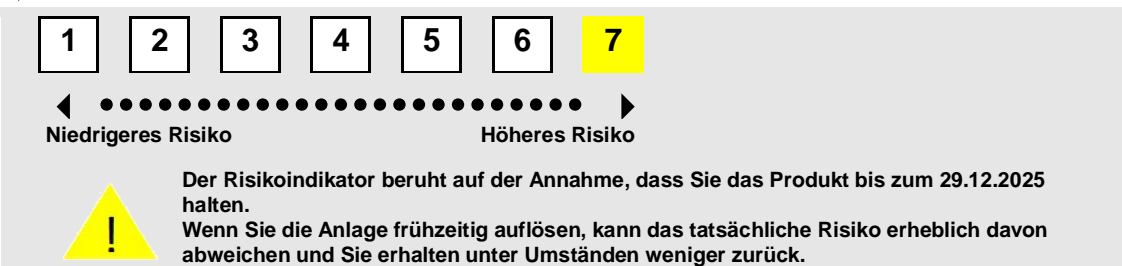 1 2 3 4 5 6 7
Niedrigeres Risiko Höheres Risiko
Der Risikoindikator beruht auf der Annahme, dass Sie das Produkt bis zum 29.12.2025
halten.
! Wenn Sie die Anlage frühzeitig auflösen, kann das tatsächliche Risiko erheblich davon
abweichen und Sie erhalten unter Umständen weniger zurück.